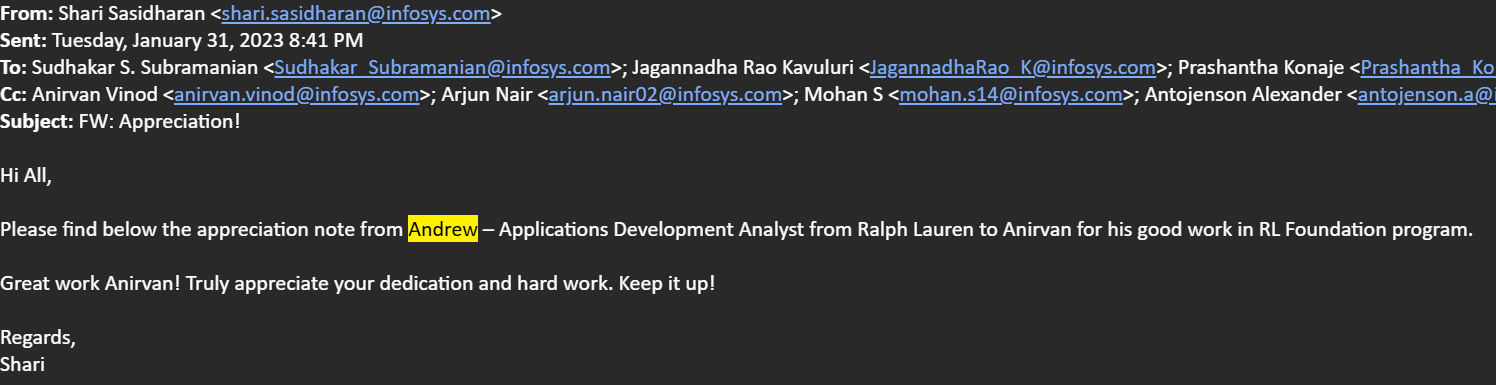 From: Shari Sasidharan <shari.sasidharan@infosys.com>
Sent: Tuesday, January 31, 2023 8:41 PM
To: Sudhakar S. Subramanian <Sudhakar_Subramanian@infosys.com>; Jagannadha Rao Kavuluri <JagannadhaRao_K@infosys.com>; Prashantha Konaje <Prashantha_Ko
Cc: Anirvan Vinod <anirvan.vinod@infosys.com>; Arjun Nair <arjun.nair02@infosys.com>; Mohan S <mohan.s14@infosys.com>; Antojenson Alexander <antojenson.a@i
Subject: FW: Appreciation!
Hi All,
Please find below the appreciation note from Andrew – Applications Development Analyst from Ralph Lauren to Anirvan for his good work in RL Foundation program.
Great work Anirvan! Truly appreciate your dedication and hard work. Keep it up!
Regards,
Shari